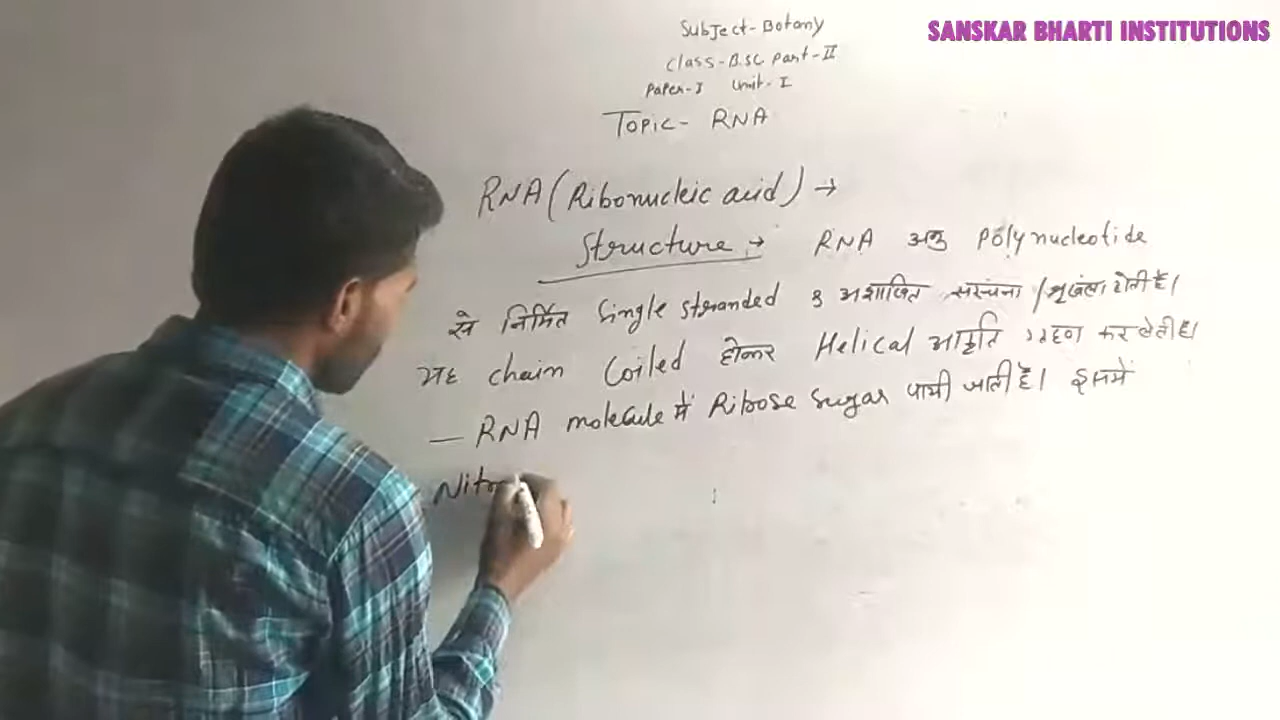 SANSKAR BHARTI INSTITUTIONS
Subject-Botany
Class-B.SC Part-II
Paper-I Unit-I
Topic- RNA
RNA (Ribonucleic acid) →
Structure → RNA अणु Polynucleotide
से निर्मित Single stranded व अशाखित संरचना / श्रृखंला होती है।
यह chain Coiled होकर Helical आकृति ग्रहण कर लेती है।
— RNA molecule में Ribose Sugar पायी जाती है। इसमें
Nitr